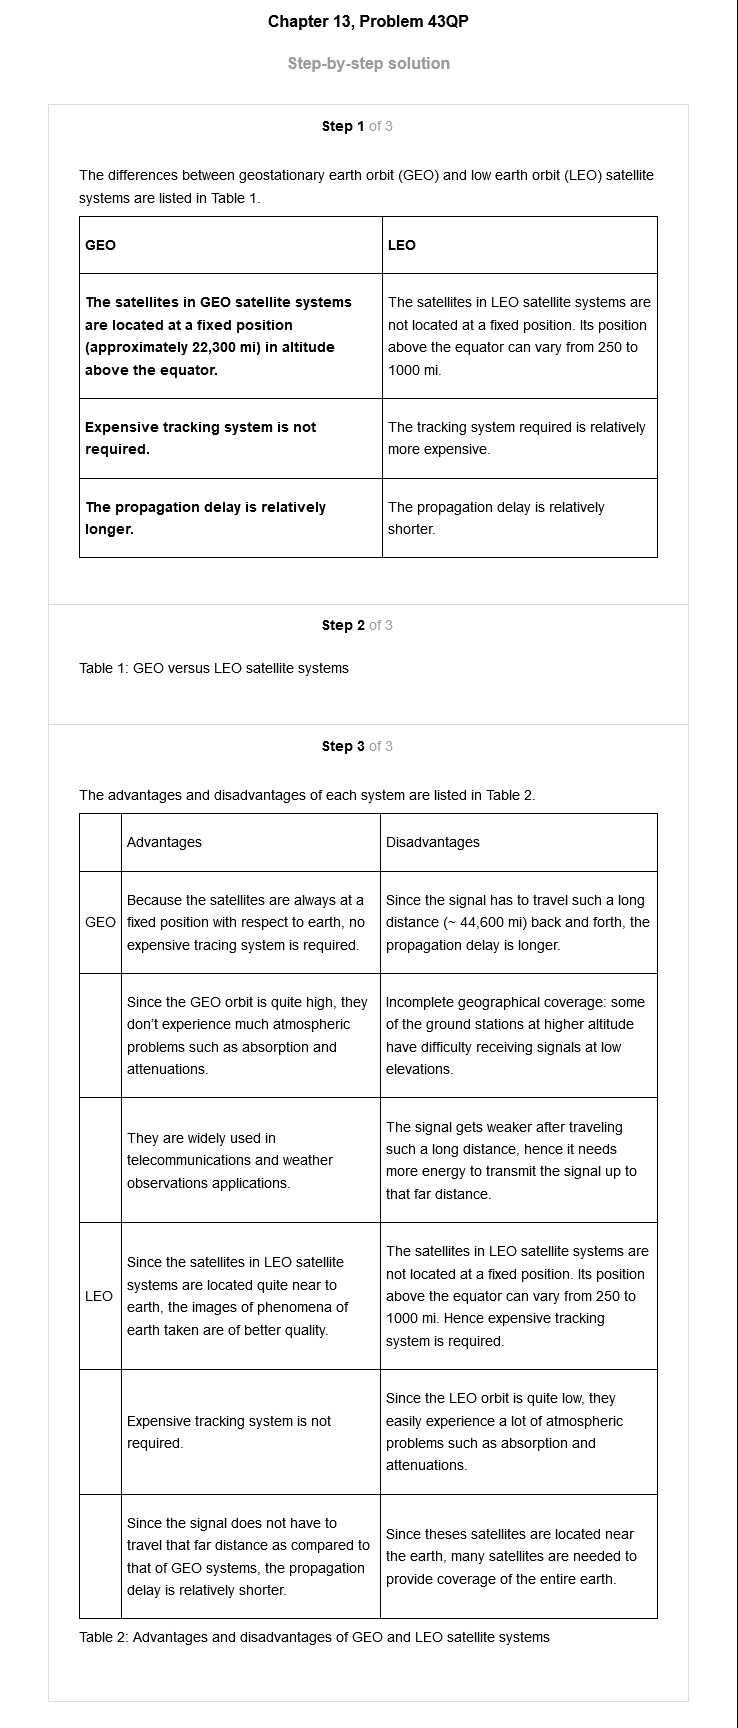 Chapter 13, Problem 43QP
Step-by-step solution
Step 1 of 3
The differences between geostationary earth orbit (GEO) and low earth orbit (LEO) satellite
systems are listed in Table 1.
GEO
LEO
The satellites in GEO satellite systems
are located at a fixed position
(approximately 22,300 mi) in altitude
above the equator.
The satellites in LEO satellite systems are
not located at a fixed position. Its position
above the equator can vary from 250 to
1000 mi.
Expensive tracking system is not
required.
The tracking system required is relatively
more expensive.
The propagation delay is relatively
longer.
The propagation delay is relatively
shorter.
Step 2 of 3
Table 1: GEO versus LEO satellite systems
Step 3 of 3
The advantages and disadvantages of each system are listed in Table 2.
Advantages
Disadvantages
GEO
Because the satellites are always at a
fixed position with respect to earth, no
expensive tracing system is required.
Since the signal has to travel such a long
distance (~ 44,600 mi) back and forth, the
propagation delay is longer.
Since the GEO orbit is quite high, they
don't experience much atmospheric
problems such as absorption and
attenuations.
Incomplete geographical coverage: some
of the ground stations at higher altitude
have difficulty receiving signals at low
elevations.
They are widely used in
telecommunications and weather
observations applications.
The signal gets weaker after traveling
such a long distance, hence it needs
more energy to transmit the signal up to
that far distance.
LEO
Since the satellites in LEO satellite
systems are located quite near to
earth, the images of phenomena of
earth taken are of better quality.
The satellites in LEO satellite systems are
not located at a fixed position. Its position
above the equator can vary from 250 to
1000 mi. Hence expensive tracking
system is required.
Expensive tracking system is not
required.
Since the LEO orbit is quite low, they
easily experience a lot of atmospheric
problems such as absorption and
attenuations.
Since the signal does not have to
travel that far distance as compared to
that of GEO systems, the propagation
delay is relatively shorter.
Since theses satellites are located near
the earth, many satellites are needed to
provide coverage of the entire earth.
Table 2: Advantages and disadvantages of GEO and LEO satellite systems